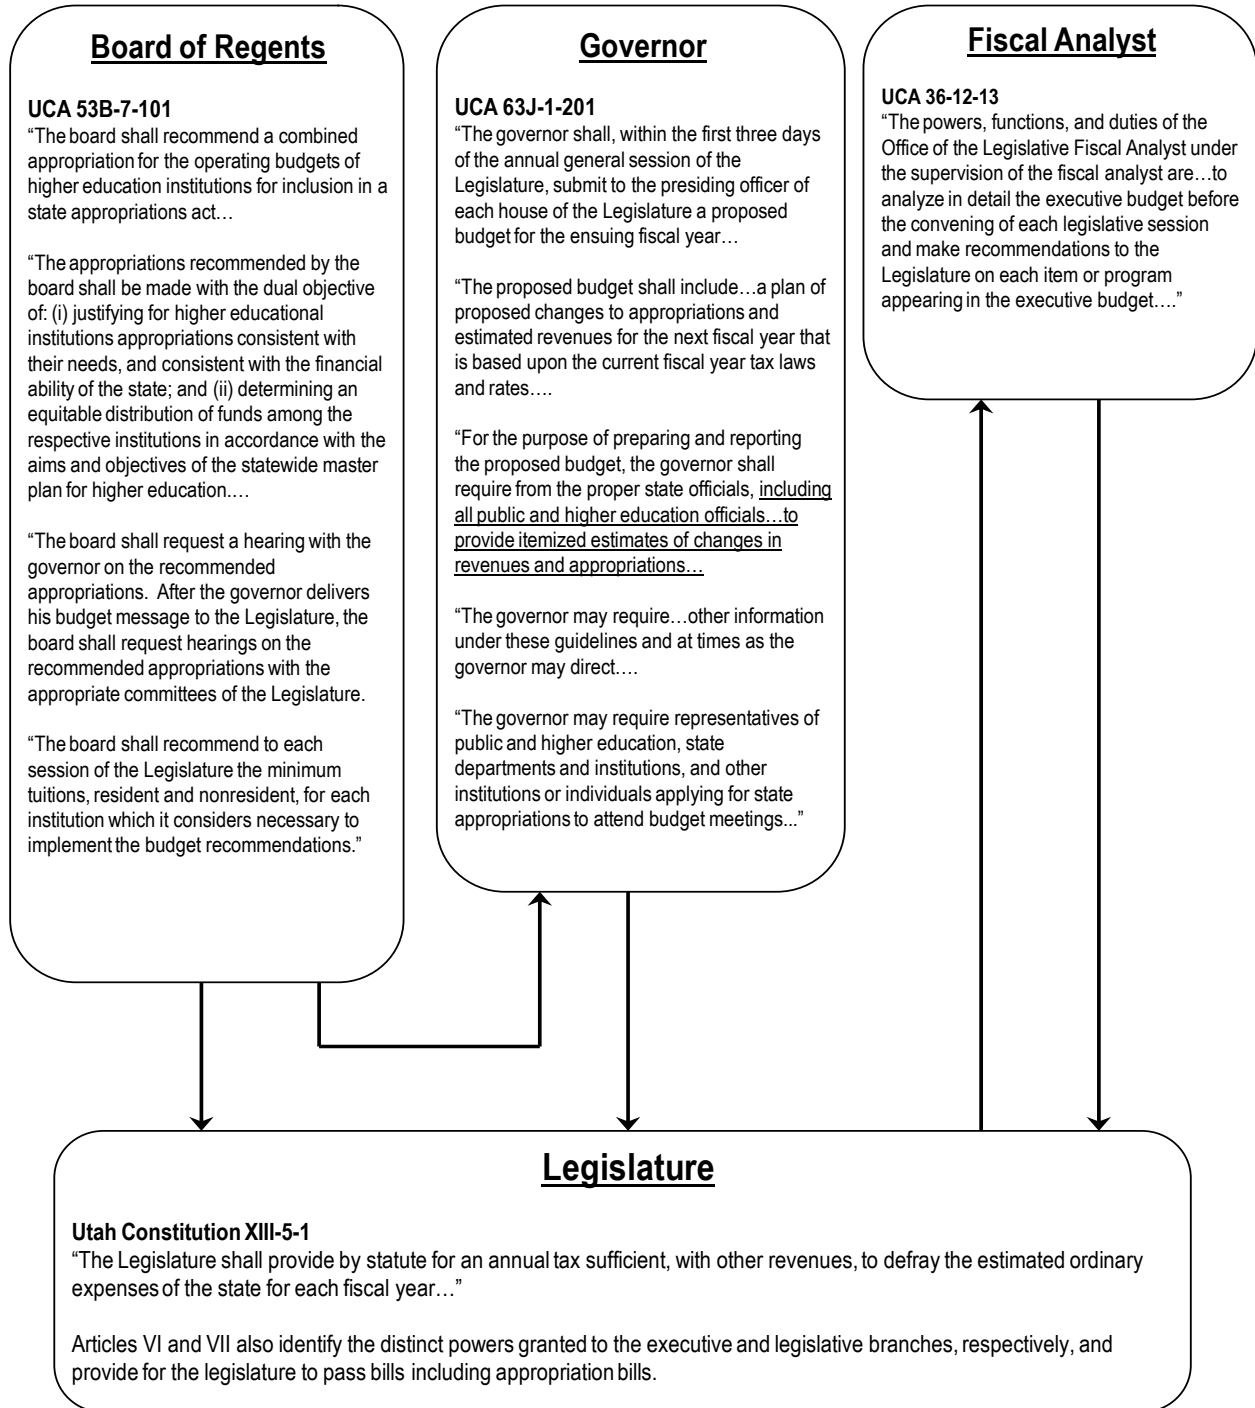 Board of Regents
UCA 53B-7-101
“The board shall recommend a combined
appropriation for the operating budgets of
higher education institutions for inclusion in a
state appropriations act…
“The appropriations recommended by the
board shall be made with the dual objective
of: (i) justifying for higher educational
institutions appropriations consistent with
their needs, and consistent with the financial
ability of the state; and (ii) determining an
equitable distribution of funds among the
respective institutions in accordance with the
aims and objectives of the statewide master
plan for higher education.…
“The board shall request a hearing with the
governor on the recommended
appropriations. After the governor delivers
his budget message to the Legislature, the
board shall request hearings on the
recommended appropriations with the
appropriate committees of the Legislature.
“The board shall recommend to each
session of the Legislature the minimum
tuitions, resident and nonresident, for each
institution which it considers necessary to
implement the budget recommendations.”
Governor
UCA 63J-1-201
“The governor shall, within the first three days
of the annual general session of the
Legislature, submit to the presiding officer of
each house of the Legislature a proposed
budget for the ensuing fiscal year…
“The proposed budget shall include…a plan of
proposed changes to appropriations and
estimated revenues for the next fiscal year that
is based upon the current fiscal year tax laws
and rates….
“For the purpose of preparing and reporting
the proposed budget, the governor shall
require from the proper state officials, including
all public and higher education officials…to
provide itemized estimates of changes in
revenues and appropriations…
“The governor may require…other information
under these guidelines and at times as the
governor may direct….
“The governor may require representatives of
public and higher education, state
departments and institutions, and other
institutions or individuals applying for state
appropriations to attend budget meetings...”
Fiscal Analyst
UCA 36-12-13
“The powers, functions, and duties of the
Office of the Legislative Fiscal Analyst under
the supervision of the fiscal analyst are…to
analyze in detail the executive budget before
the convening of each legislative session
and make recommendations to the
Legislature on each item or program
appearing in the executive budget….”
Legislature
Utah Constitution XIII-5-1
“The Legislature shall provide by statute for an annual tax sufficient, with other revenues, to defray the estimated ordinary
expenses of the state for each fiscal year…”
Articles VI and VII also identify the distinct powers granted to the executive and legislative branches, respectively, and
provide for the legislature to pass bills including appropriation bills.